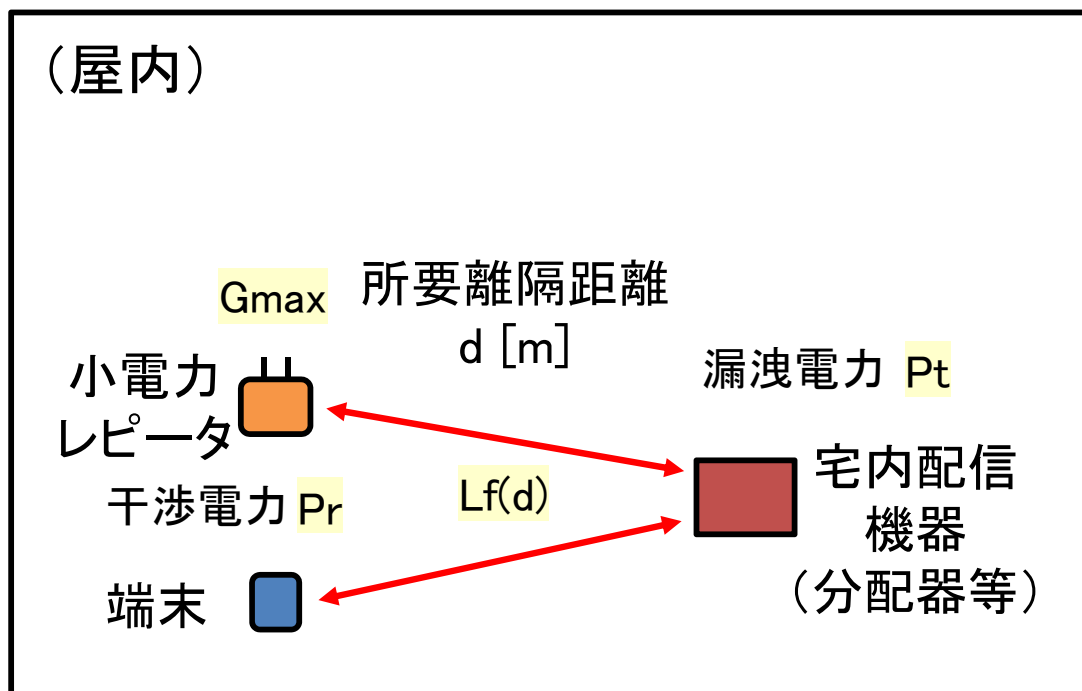 （屋内）
Gmax
所要離隔距離
d [m]
小電力
レピータ
漏洩電力 Pt
干渉電力 Pr
Lf(d)
宅内配信
機器
（分配器等）
端末